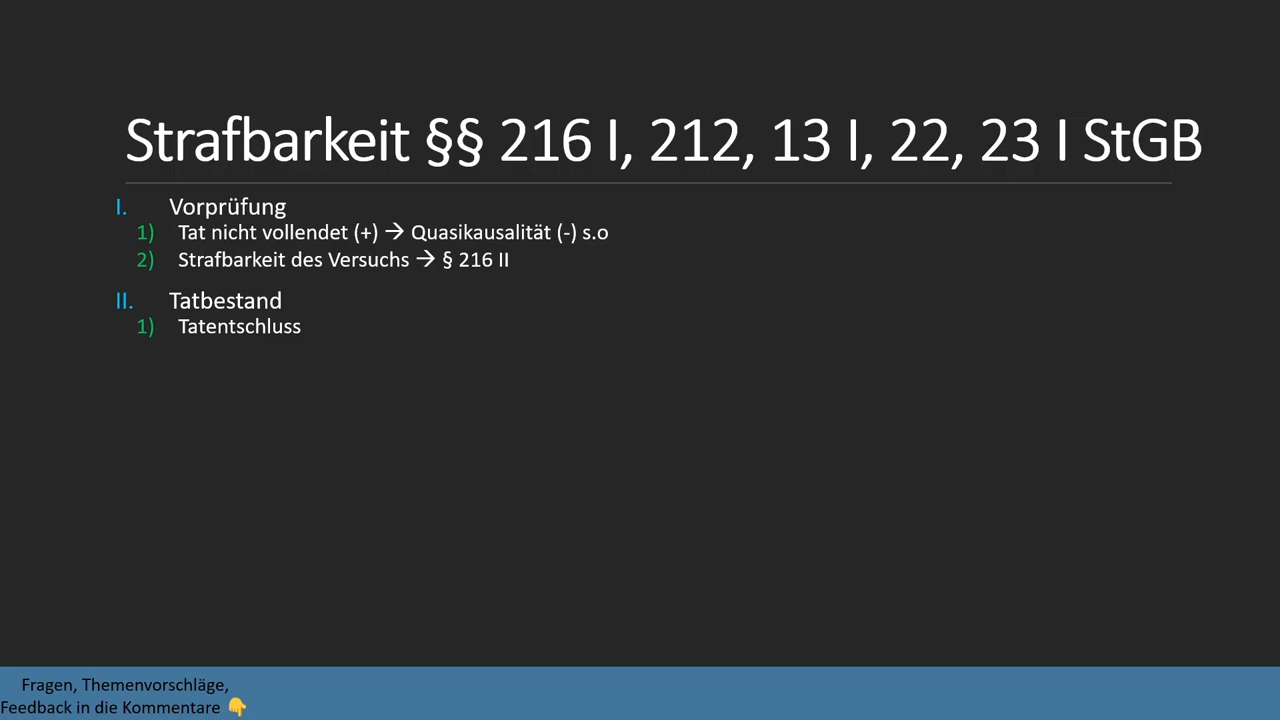 Strafbarkeit §§ 216 I, 212, 13 I, 22, 23 I StGB
I. Vorprüfung
1) Tat nicht vollendet (+) → Quasikausalität (-) s.o
2) Strafbarkeit des Versuchs → § 216 II
II. Tatbestand
1) Tatentschluss
Fragen, Themenvorschläge,
Feedback in die Kommentare 👇